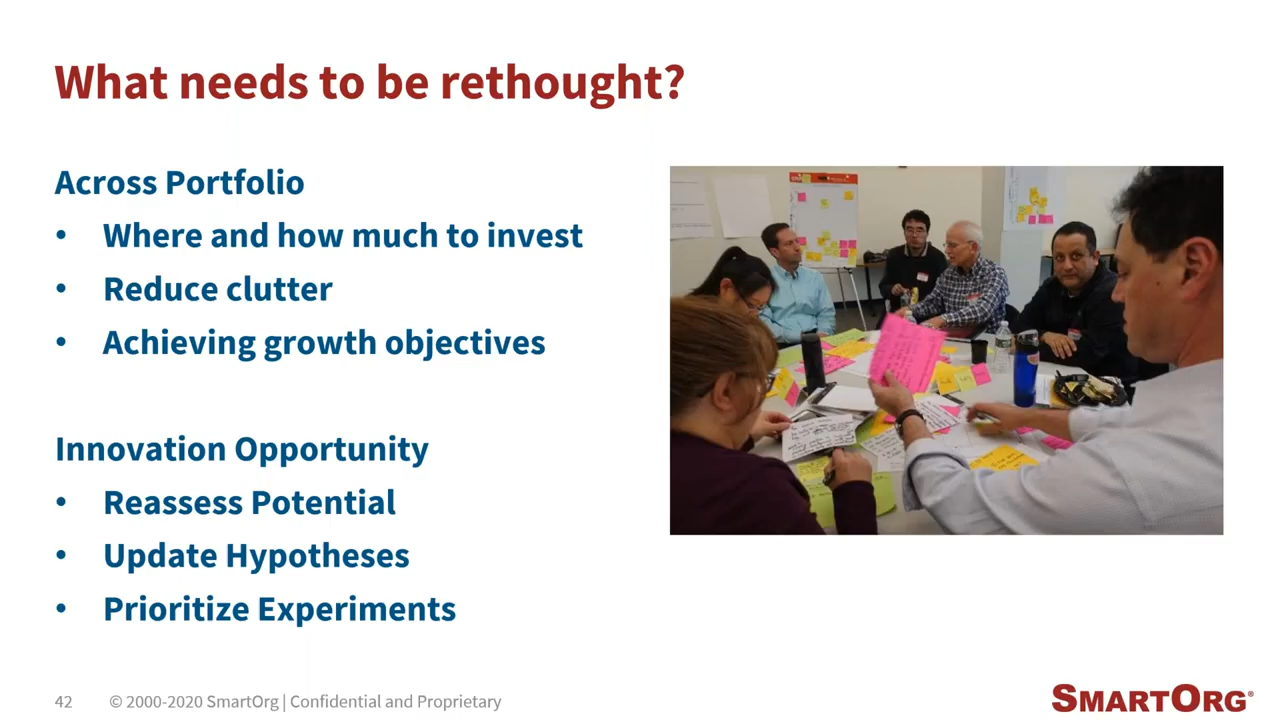 What needs to be rethought?
Across Portfolio
• Where and how much to invest
• Reduce clutter
• Achieving growth objectives
Innovation Opportunity
• Reassess Potential
• Update Hypotheses
• Prioritize Experiments
42 © 2000-2020 SmartOrg | Confidential and Proprietary
SMARTORG®